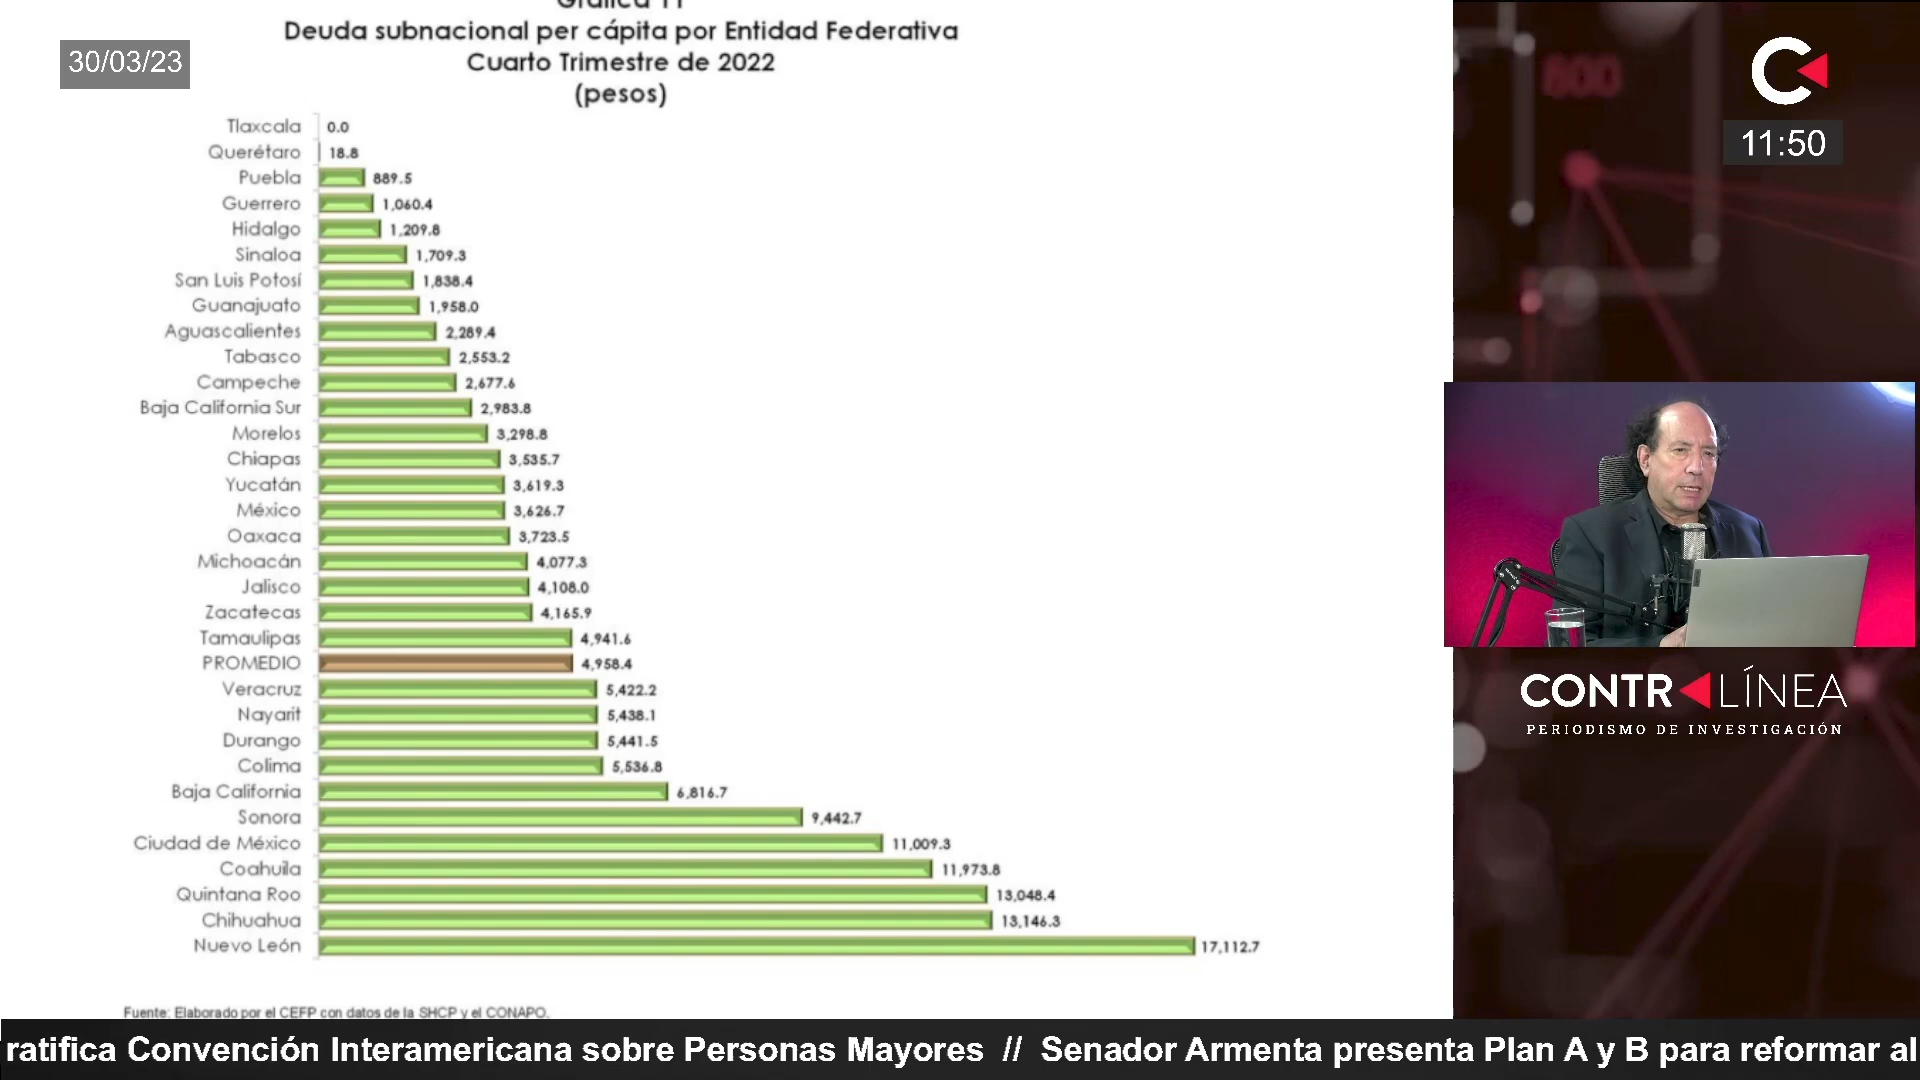 Gráfica 11
Deuda subnacional per cápita por Entidad Federativa
Cuarto Trimestre de 2022
(pesos)
30/03/23
Tlaxcala 0.0
Querétaro 18.8
Puebla 889.5
Guerrero 1,060.4
Hidalgo 1,209.8
Sinaloa 1,709.3
San Luis Potosí 1,838.4
Guanajuato 1,958.0
Aguascalientes 2,289.4
Tabasco 2,553.2
Campeche 2,677.6
Baja California Sur 2,983.8
Morelos 3,298.8
Chiapas 3,535.7
Yucatán 3,619.3
México 3,626.7
Oaxaca 3,723.5
Michoacán 4,077.3
Jalisco 4,108.0
Zacatecas 4,165.9
Tamaulipas 4,941.6
PROMEDIO 4,958.4
Veracruz 5,422.2
Nayarit 5,438.1
Durango 5,441.5
Colima 5,536.8
Baja California 6,816.7
Sonora 9,442.7
Ciudad de México 11,009.3
Coahuila 11,973.8
Quintana Roo 13,048.4
Chihuahua 13,146.3
Nuevo León 17,112.7
Fuente: Elaborado por el CEFP con datos de la SHCP y el CONAPO.
C
11:50
CONTRLÍNEA
PERIODISMO DE INVESTIGACIÓN
ratifica Convención Interamericana sobre Personas Mayores // Senador Armenta presenta Plan A y B para reformar al